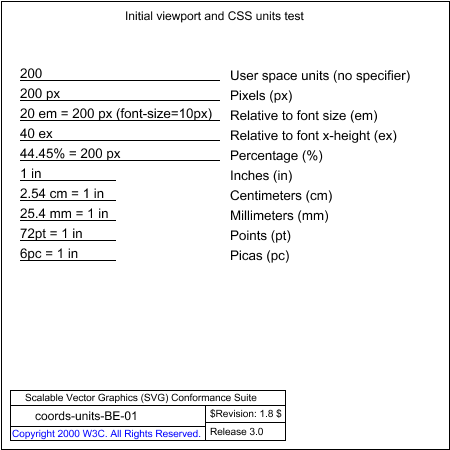 Initial viewport and CSS units test
200 User space units (no specifier)
200 px Pixels (px)
20 em = 200 px (font-size=10px) Relative to font size (em)
40 ex Relative to font x-height (ex)
44.45% = 200 px Percentage (%)
1 in Inches (in)
2.54 cm = 1 in Centimeters (cm)
25.4 mm = 1 in Millimeters (mm)
72pt = 1 in Points (pt)
6pc = 1 in Picas (pc)
Scalable Vector Graphics (SVG) Conformance Suite
coords-units-BE-01 $Revision: 1.8 $
Copyright 2000 W3C. All Rights Reserved. Release 3.0